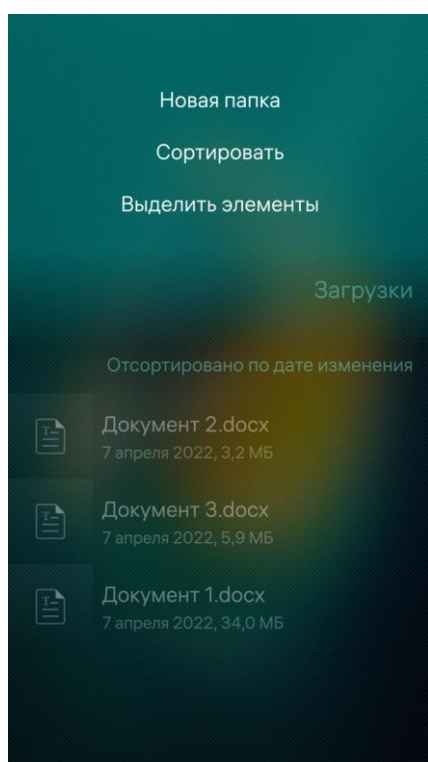 Новая папка
Сортировать
Выделить элементы
Загрузки
Отсортировано по дате изменения
Документ 2.docx
7 апреля 2022, 3,2 МБ
Документ 3.docx
7 апреля 2022, 5,9 МБ
Документ 1.docx
7 апреля 2022, 34,0 МБ